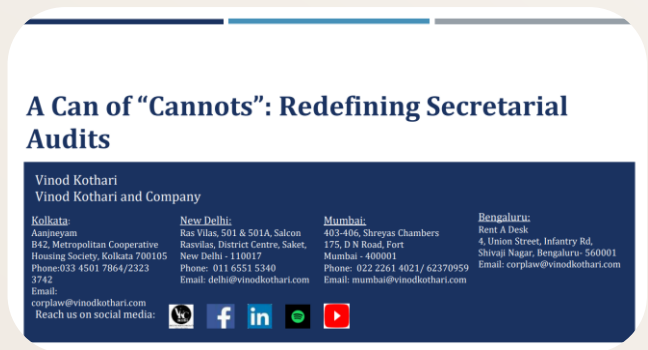 A Can of “Cannots”: Redefining Secretarial
Audits
Vinod Kothari
Vinod Kothari and Company
Kolkata:
Aanjneyam
B42, Metropolitan Cooperative
Housing Society, Kolkata 700105
Phone:033 4501 7864/2323
3742
Email:
corplaw@vinodkothari.com
New Delhi:
Ras Vilas, 501 & 501A, Salcon
Rasvilas, District Centre, Saket,
New Delhi - 110017
Phone: 011 6551 5340
Email: delhi@vinodkothari.com
Mumbai:
403-406, Shreyas Chambers
175, D N Road, Fort
Mumbai - 400001
Phone: 022 2261 4021/ 62370959
Email: mumbai@vinodkothari.com
Bengaluru:
Rent A Desk
4, Union Street, Infantry Rd,
Shivaji Nagar, Bengaluru- 560001
Email: corplaw@vinodkothari.com
Reach us on social media: